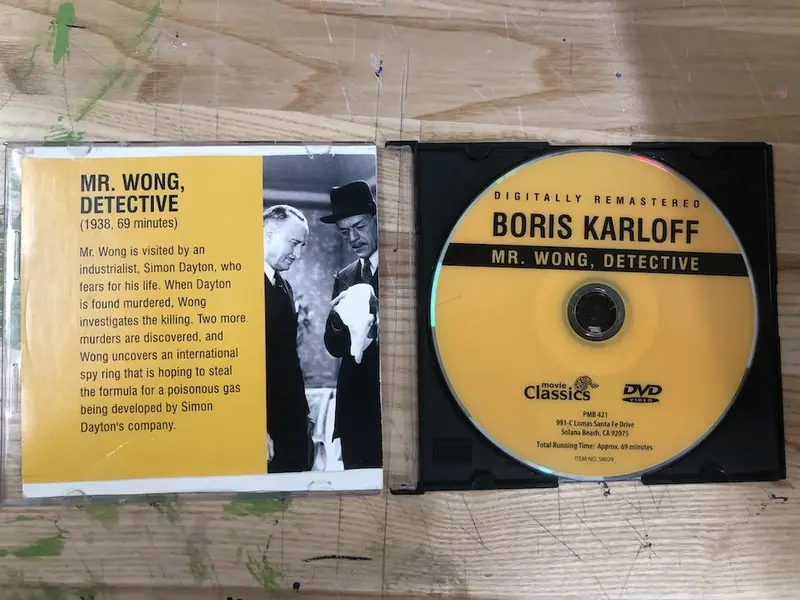 MR. WONG,
DETECTIVE
(1938, 69 minutes)
Mr. Wong is visited by an
industrialist, Simon Dayton, who
fears for his life. When Dayton
is found murdered, Wong
investigates the killing. Two more
murders are discovered, and
Wong uncovers an international
spy ring that is hoping to steal
the formula for a poisonous gas
being developed by Simon
Dayton's company.
DIGITALLY REMASTERED
BORIS KARLOFF
MR. WONG, DETECTIVE
movie
Classics
DVD
VIDEO
PMB 421
991-C Lomas Santa Fe Drive
Solana Beach, CA 92075
Total Running Time: Approx. 69 minutes
ITEM NO. 56029